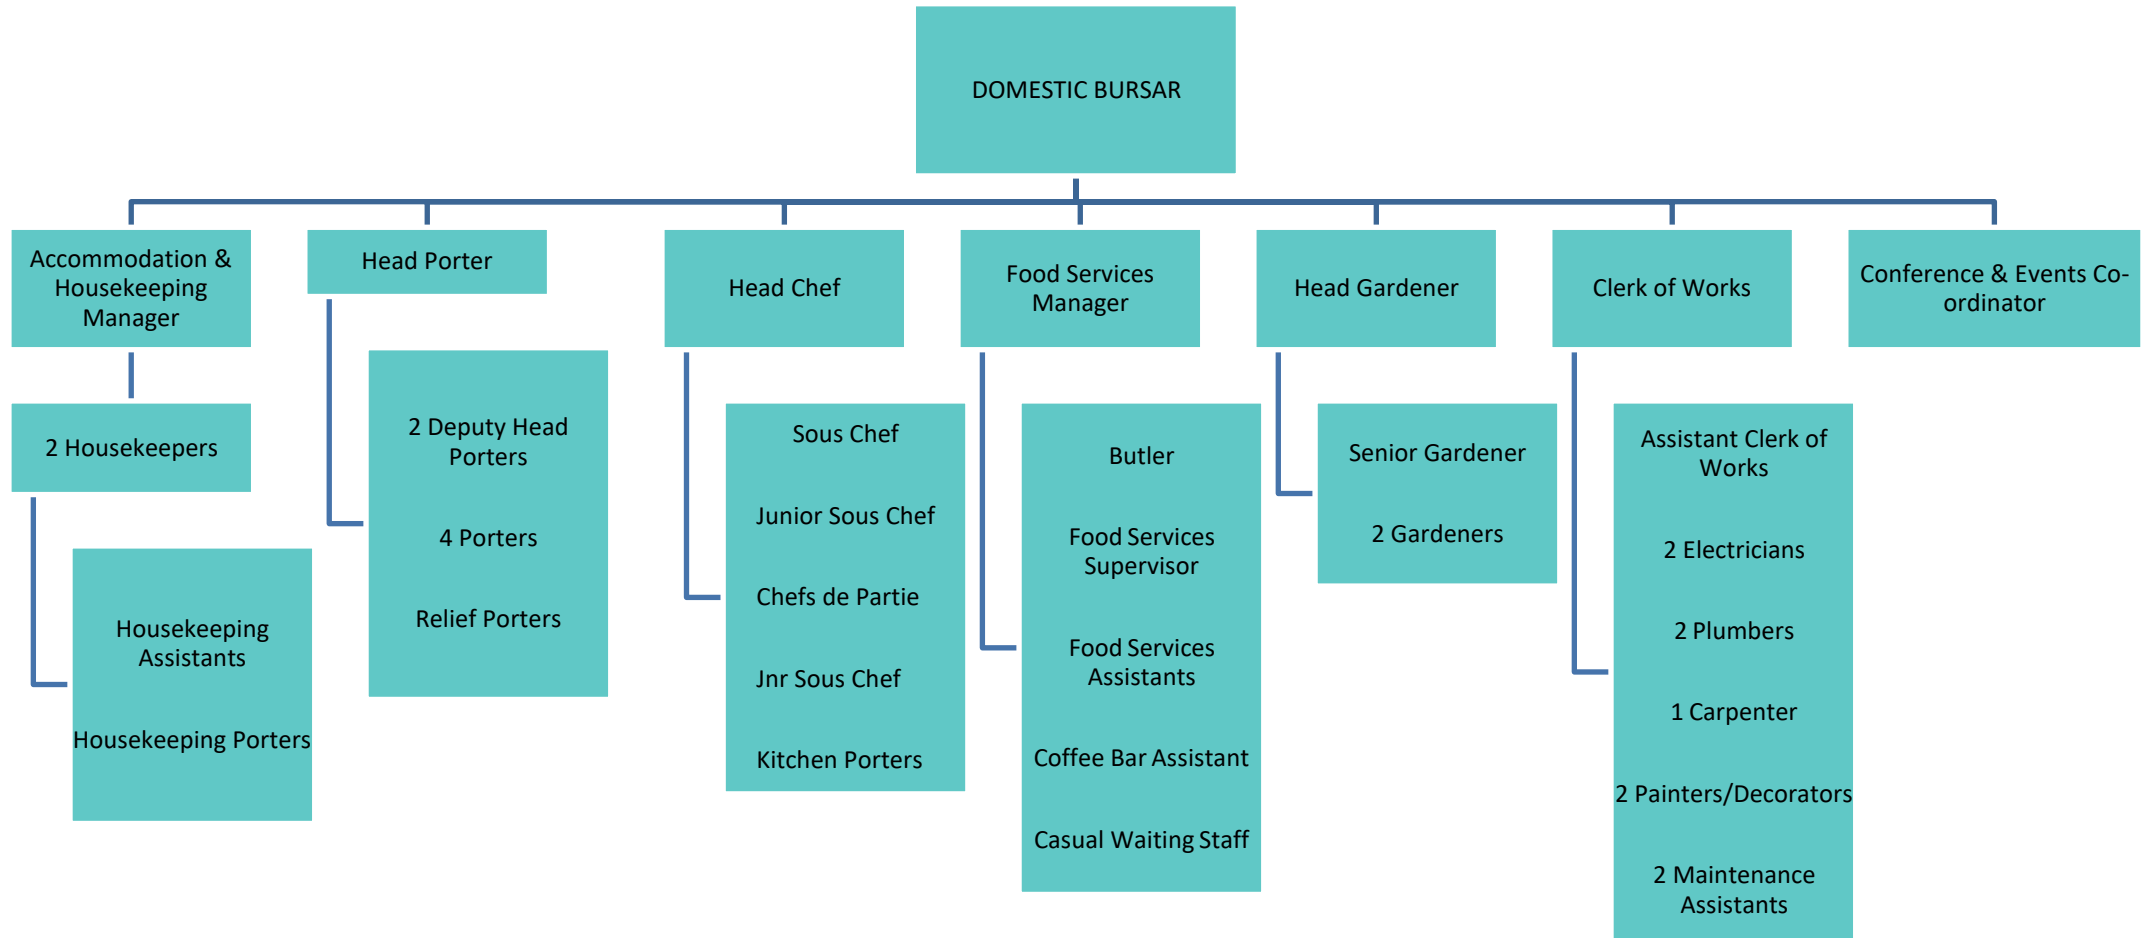 DOMESTIC BURSAR
Accommodation &
Housekeeping
Manager
2 Housekeepers
Housekeeping
Assistants
Housekeeping Porters
Head Porter
2 Deputy Head
Porters
4 Porters
Relief Porters
Head Chef
Sous Chef
Junior Sous Chef
Chefs de Partie
Jnr Sous Chef
Kitchen Porters
Food Services
Manager
Butler
Food Services
Supervisor
Food Services
Assistants
Coffee Bar Assistant
Casual Waiting Staff
Head Gardener
Senior Gardener
2 Gardeners
Clerk of Works
Assistant Clerk of
Works
2 Electricians
2 Plumbers
1 Carpenter
2 Painters/Decorators
2 Maintenance
Assistants
Conference & Events Co-
ordinator